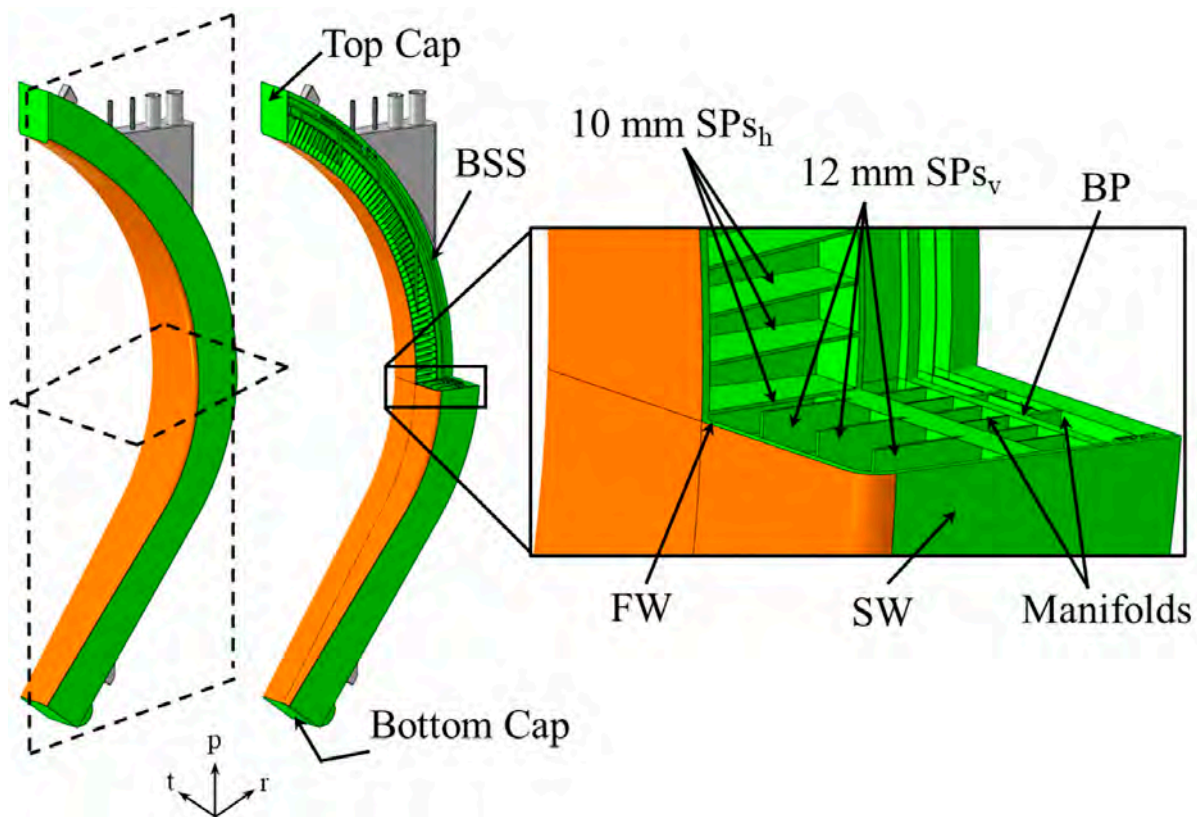 Top Cap
BSS
10 mm SPsₕ
12 mm SPsᵥ
BP
FW
SW
Manifolds
Bottom Cap
p
t
r